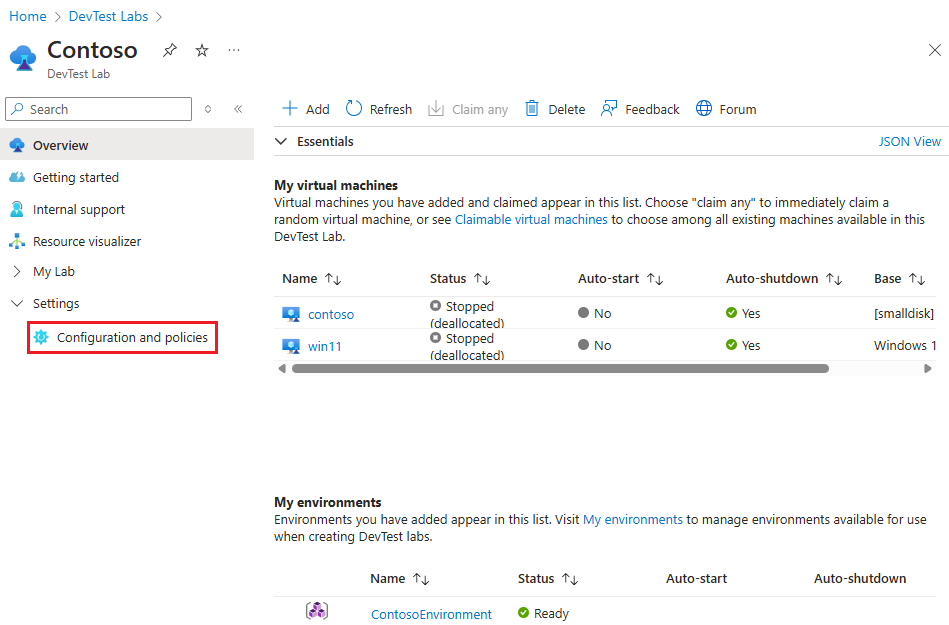 Home > DevTest Labs >
Contoso
DevTest Lab
Search
Overview
Getting started
Internal support
Resource visualizer
My Lab
Settings
Configuration and policies
Add Refresh Claim any Delete Feedback Forum
Essentials JSON View
My virtual machines
Virtual machines you have added and claimed appear in this list. Choose "claim any" to immediately claim a
random virtual machine, or see Claimable virtual machines to choose among all existing machines available in this
DevTest Lab.
Name Status Auto-start Auto-shutdown Base
contoso Stopped (deallocated) No Yes [smalldisk]
win11 Stopped (deallocated) No Yes Windows 1
My environments
Environments you have added appear in this list. Visit My environments to manage environments available for use
when creating DevTest labs.
Name Status Auto-start Auto-shutdown
ContosoEnvironment Ready